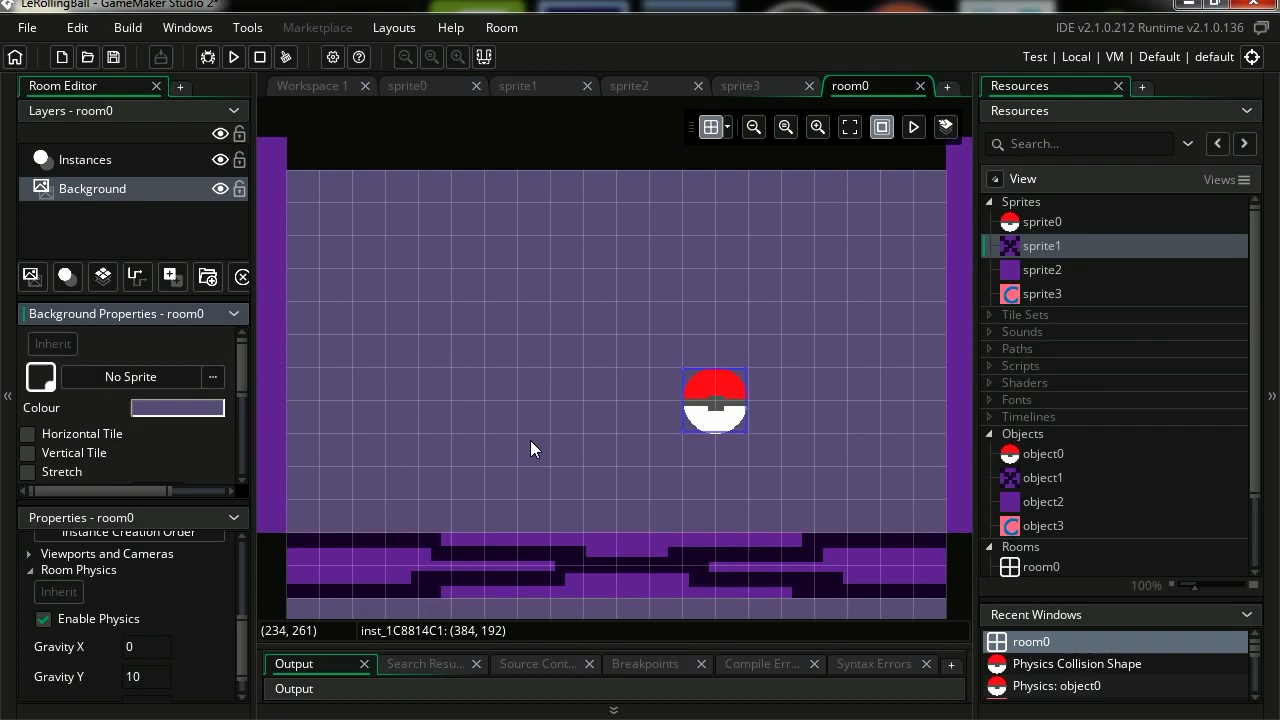 LeRollingBall - GameMaker Studio 2*
File Edit Build Windows Tools Marketplace Layouts Help Room
IDE v2.1.0.212 Runtime v2.1.0.136
Test | Local | VM | Default | default
Room Editor
Layers - room0
Instances
Background
Background Properties - room0
Inherit
No Sprite
...
Colour
Horizontal Tile
Vertical Tile
Stretch
Properties - room0
Instance Creation Order
Viewports and Cameras
Room Physics
Inherit
Enable Physics
Gravity X 0
Gravity Y 10
Workspace 1 sprite0 sprite1 sprite2 sprite3 room0
(234, 261) inst_1C8814C1: (384, 192)
Output Search Resu... Source Cont... Breakpoints Compile Err... Syntax Errors
Output
Resources
Resources
Search...
View Views
Sprites
sprite0
sprite1
sprite2
sprite3
Tile Sets
Sounds
Paths
Scripts
Shaders
Fonts
Timelines
Objects
object0
object1
object2
object3
Rooms
room0
100%
Recent Windows
room0
Physics Collision Shape
Physics: object0